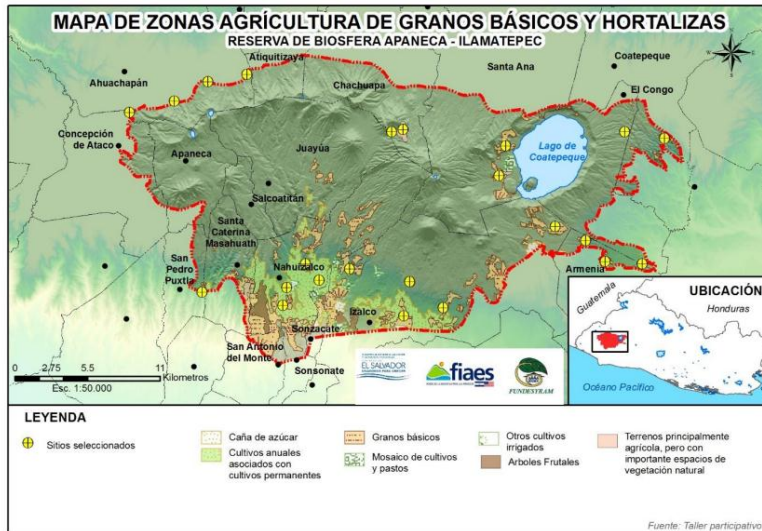 MAPA DE ZONAS AGRÍCULTURA DE GRANOS BÁSICOS Y HORTALIZAS
RESERVA DE BIOSFERA APANECA - ILAMATEPEC
Atiquizaya
Santa Ana
Coatepeque
Ahuachapán
Chachuapa
El Congo
Concepción
de Ataco
Apaneca
Juayúa
Lago de
Coatepeque
Salcoatitán
Santa
Caterina
Masahuath
San
Pedro
Puxtla
Nahuizalco
Armenia
Izalco
Sonzacate
San Antonio
del Monte
Sonsonate
0 2.75 5.5 11
Kilometros
Esc. 1:50.000
EL SALVADOR
fiaes
FUNDESYRAM
UBICACIÓN
Guatemala
Honduras
Océano Pacífico
LEYENDA
Sitios seleccionados
Caña de azúcar
Cultivos anuales
asociados con
cultivos permanentes
Granos básicos
Mosaico de cultivos
y pastos
Otros cultivos
irrigados
Arboles Frutales
Terrenos principalmente
agrícola, pero con
importante espacios de
vegetación natural
Fuente: Taller participativo